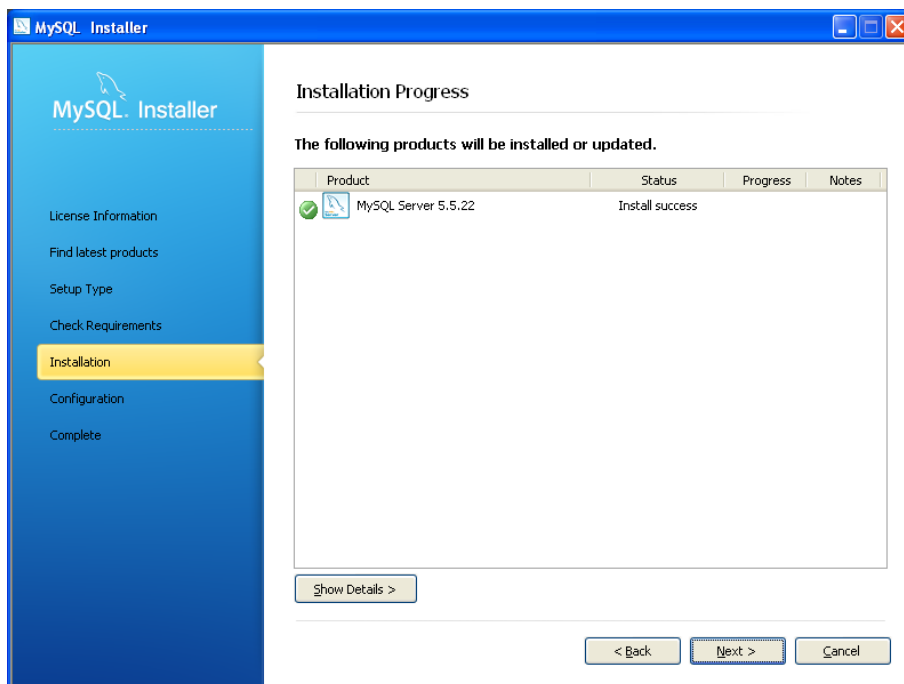 MySQL Installer
MySQL. Installer
Installation Progress
The following products will be installed or updated.
Product Status Progress Notes
MySQL Server 5.5.22 Install success
License Information
Find latest products
Setup Type
Check Requirements
Installation
Configuration
Complete
Show Details >
< Back Next > Cancel